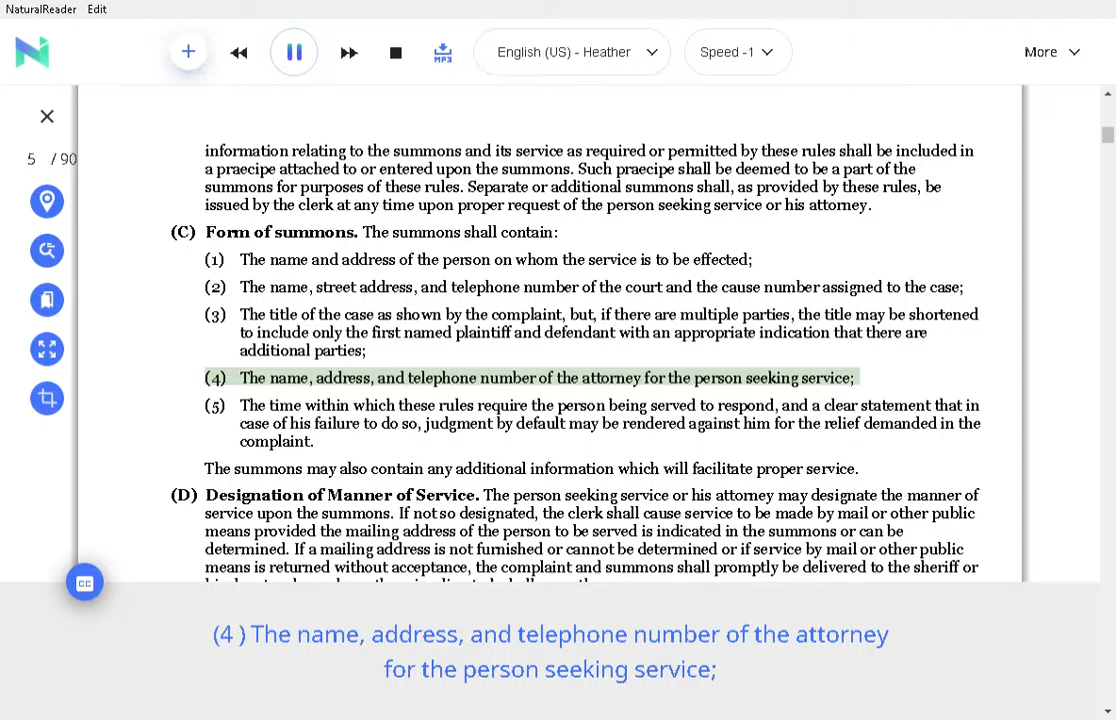 NaturalReader Edit
MP3
English (US) - Heather
Speed -1
More
5 / 90
information relating to the summons and its service as required or permitted by these rules shall be included in
a praecipe attached to or entered upon the summons. Such praecipe shall be deemed to be a part of the
summons for purposes of these rules. Separate or additional summons shall, as provided by these rules, be
issued by the clerk at any time upon proper request of the person seeking service or his attorney.
(C) Form of summons. The summons shall contain:
(1) The name and address of the person on whom the service is to be effected;
(2) The name, street address, and telephone number of the court and the cause number assigned to the case;
(3) The title of the case as shown by the complaint, but, if there are multiple parties, the title may be shortened
to include only the first named plaintiff and defendant with an appropriate indication that there are
additional parties;
(4) The name, address, and telephone number of the attorney for the person seeking service;
(5) The time within which these rules require the person being served to respond, and a clear statement that in
case of his failure to do so, judgment by default may be rendered against him for the relief demanded in the
complaint.
The summons may also contain any additional information which will facilitate proper service.
(D) Designation of Manner of Service. The person seeking service or his attorney may designate the manner of
service upon the summons. If not so designated, the clerk shall cause service to be made by mail or other public
means provided the mailing address of the person to be served is indicated in the summons or can be
determined. If a mailing address is not furnished or cannot be determined or if service by mail or other public
means is returned without acceptance, the complaint and summons shall promptly be delivered to the sheriff or
CC
(4 ) The name, address, and telephone number of the attorney
for the person seeking service;